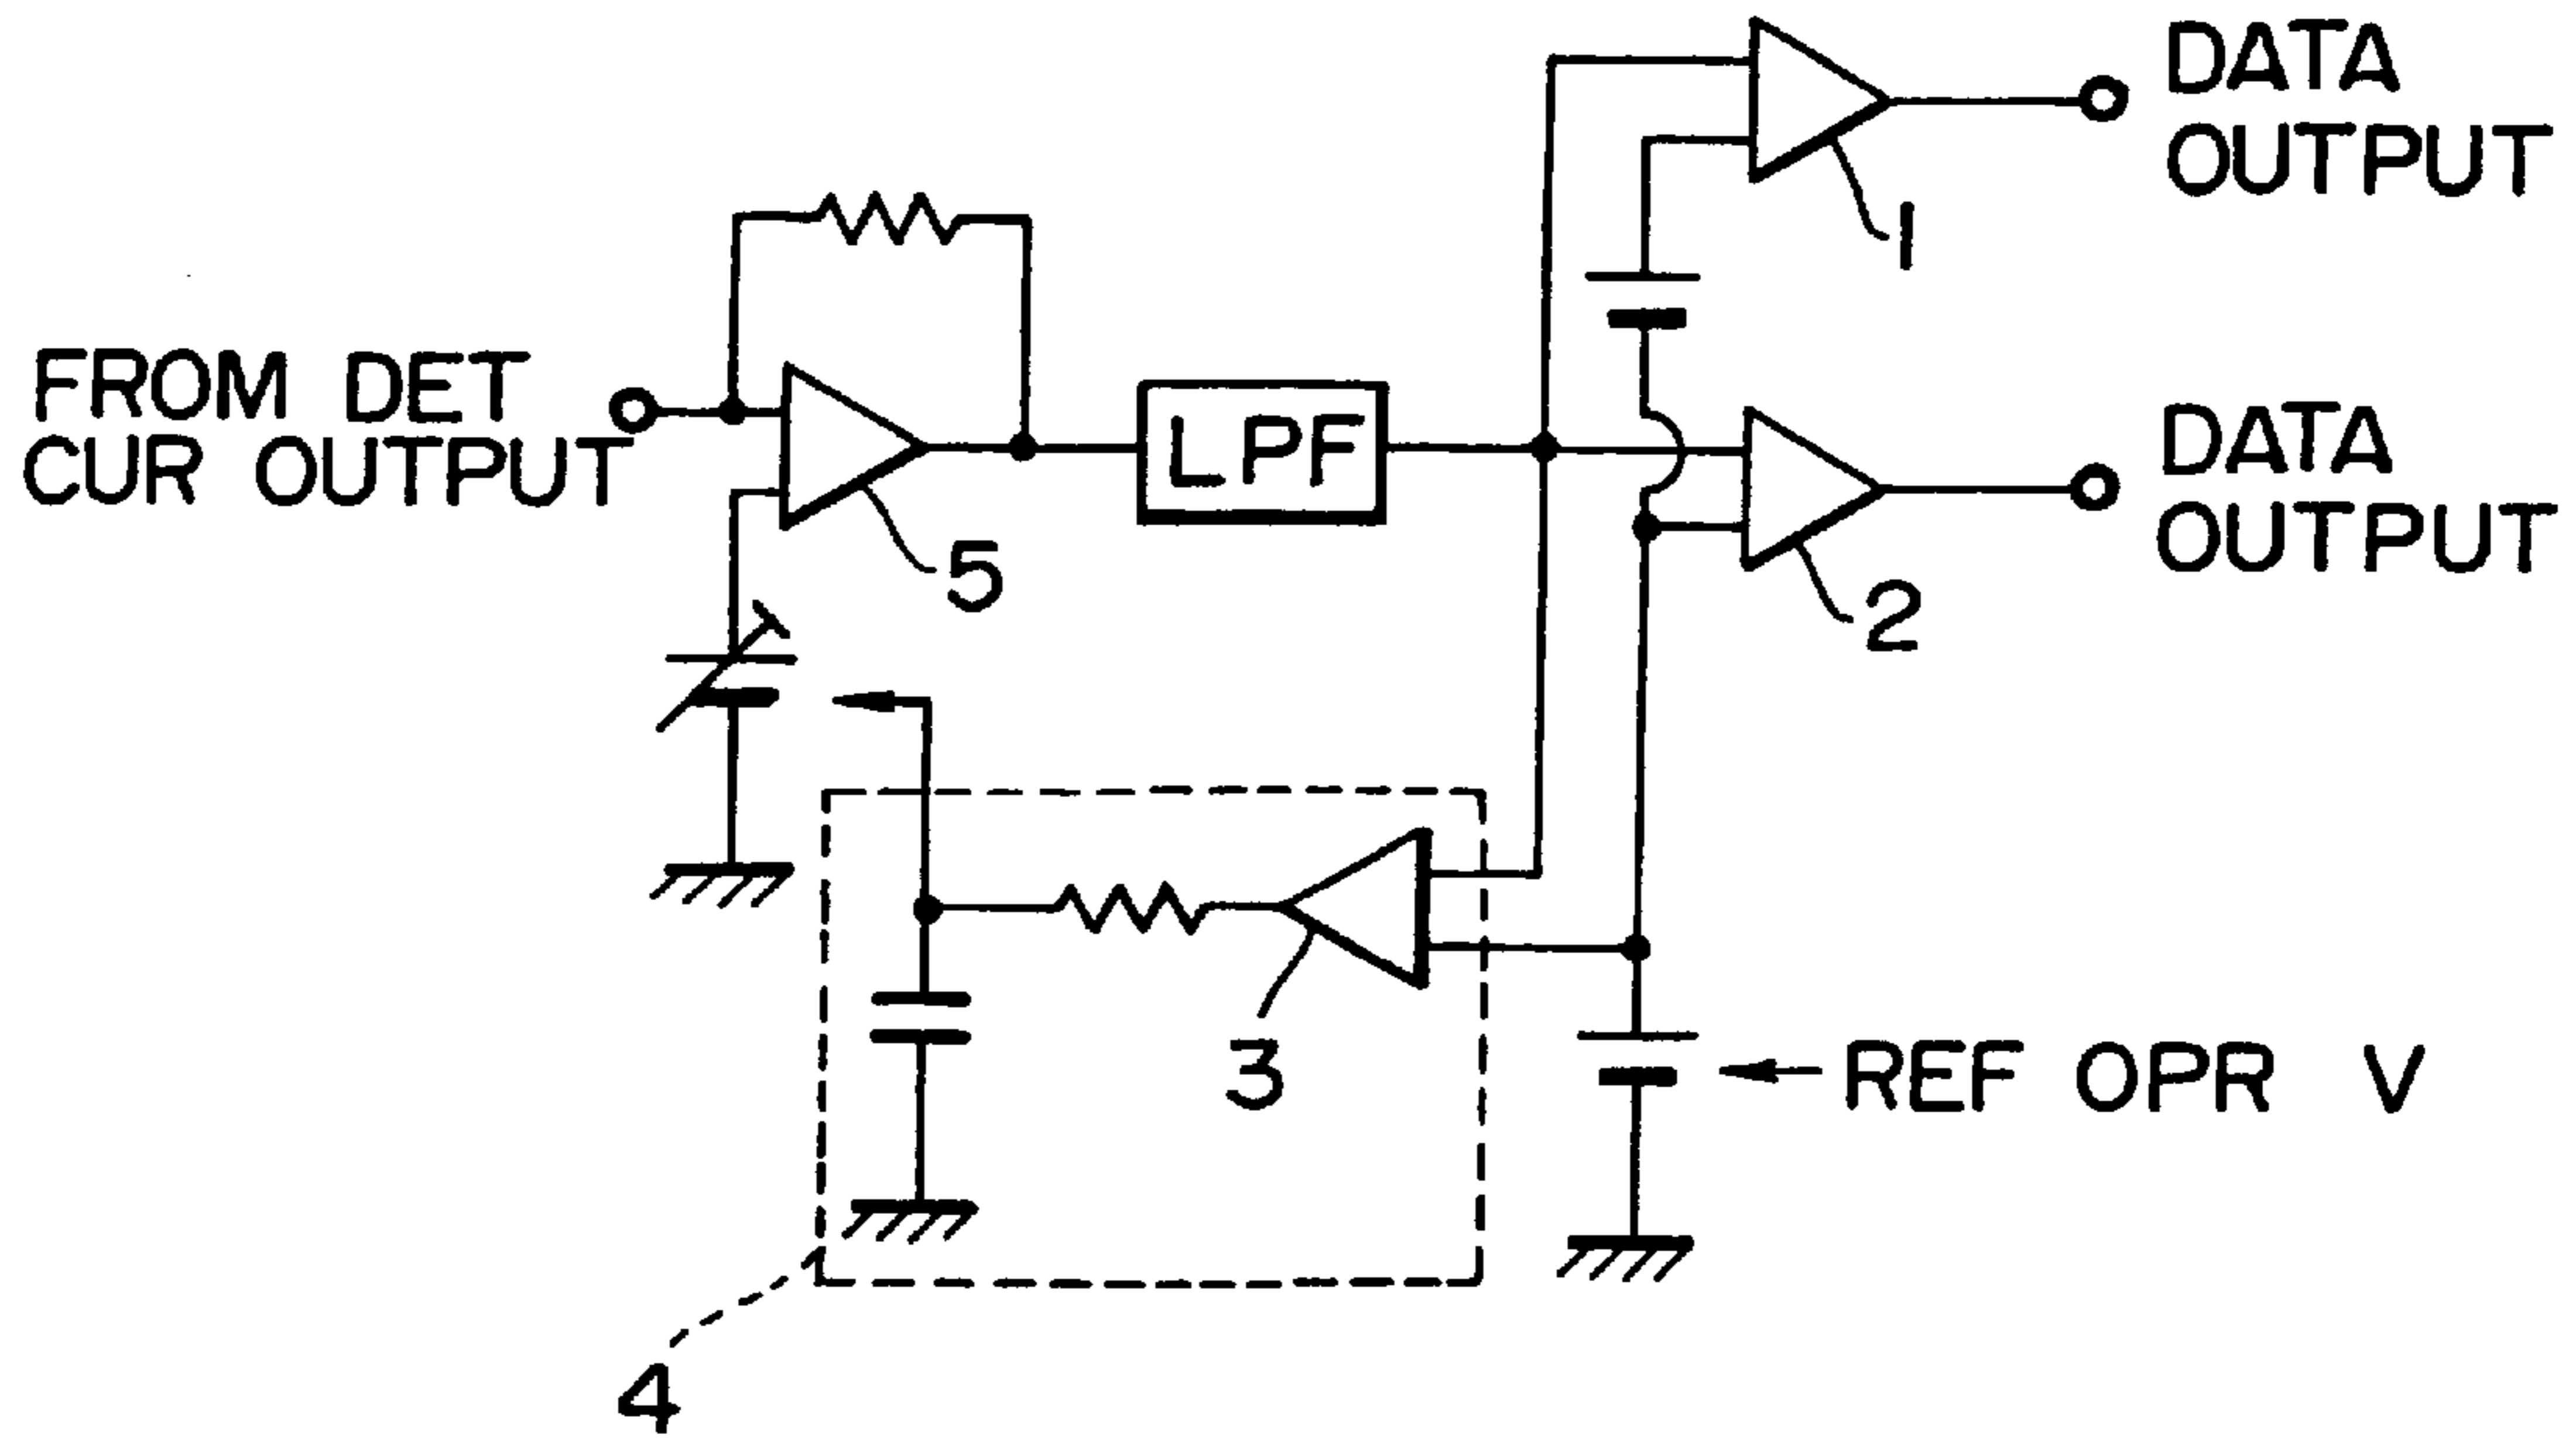 DATA
OUTPUT
1
FROM DET
CUR OUTPUT
LPF
5
DATA
OUTPUT
2
3
REF OPR V
4